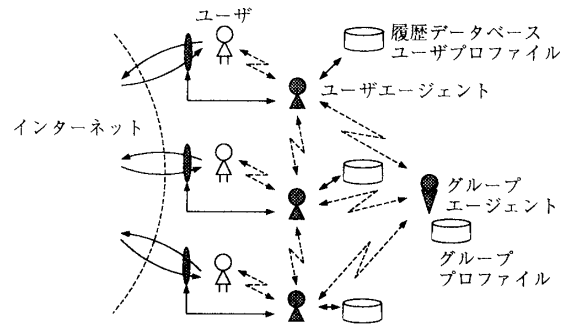 ユーザ
履歴データベース
ユーザプロファイル
ユーザエージェント
インターネット
グループ
エージェント
グループ
プロファイル